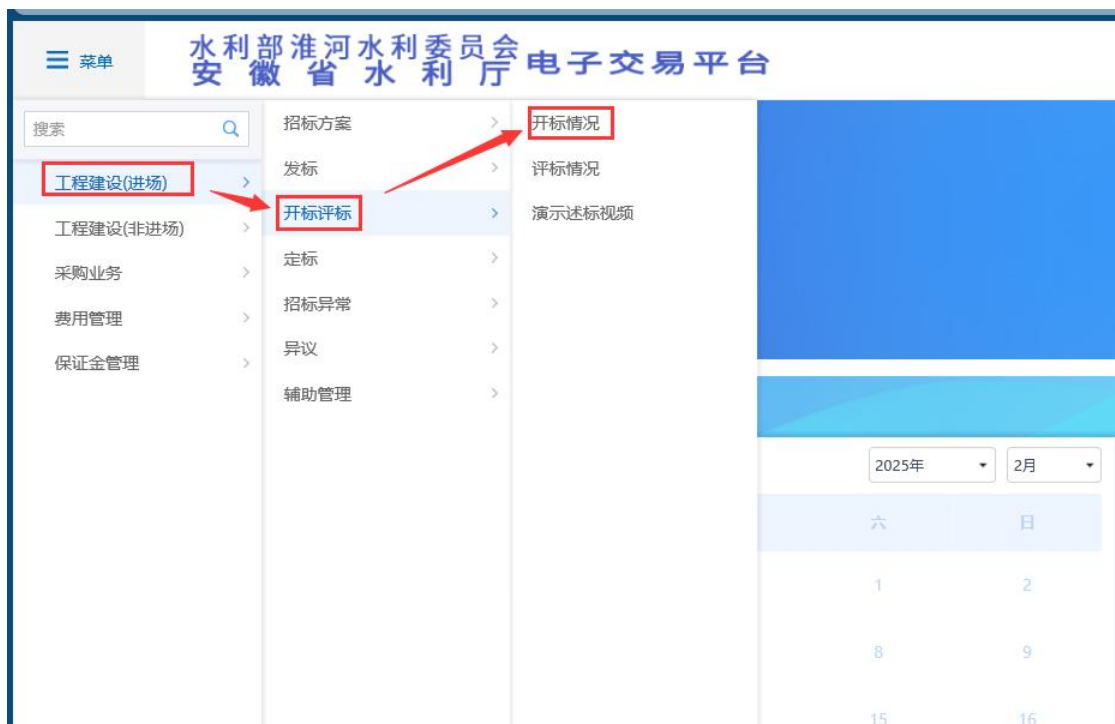 菜单
水利部淮河水利委员会
安徽省水利厅
电子交易平台
搜索
工程建设(进场)
工程建设(非进场)
采购业务
费用管理
保证金管理
招标方案
发标
开标评标
定标
招标异常
异议
辅助管理
开标情况
评标情况
演示述标视频
2025年 2月
六 日
1 2
8 9
15 16